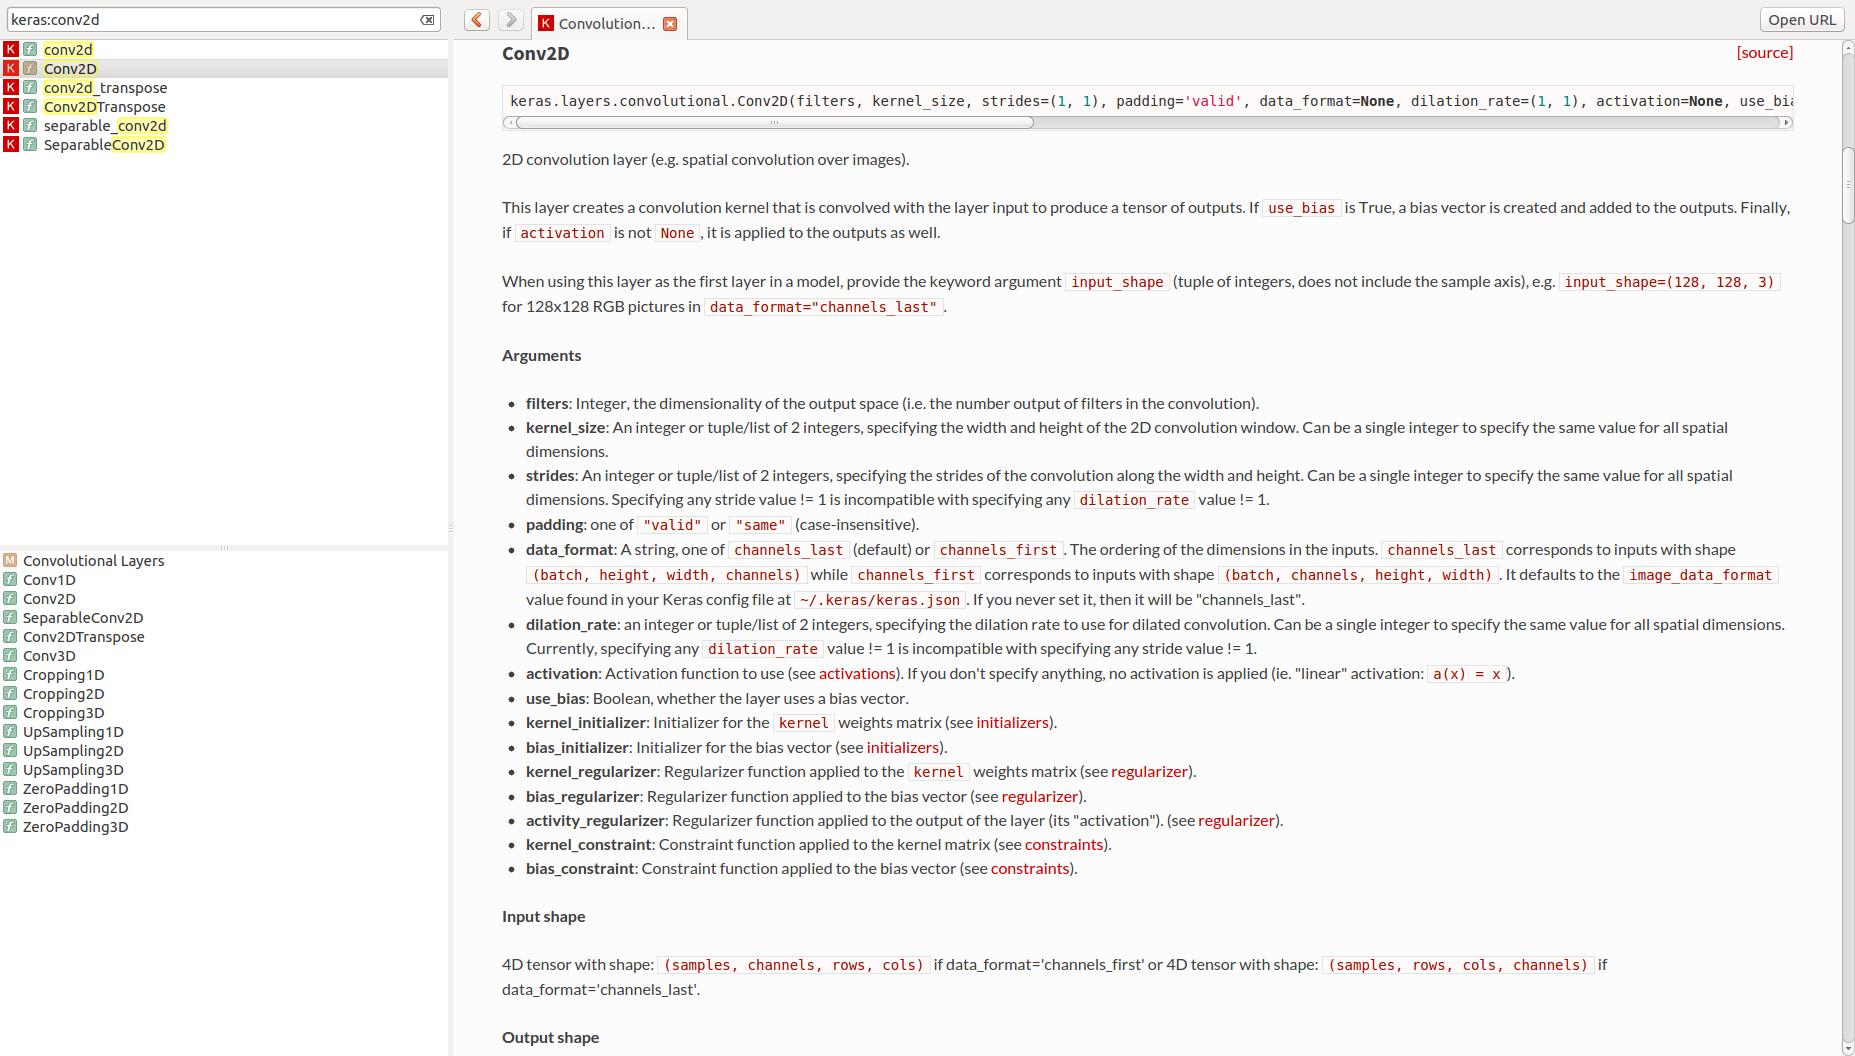 keras:conv2d
Convolution...
Open URL
K f conv2d
K f Conv2D
K f conv2d_transpose
K f Conv2DTranspose
K f separable_conv2d
K f SeparableConv2D
M Convolutional Layers
f Conv1D
f Conv2D
f SeparableConv2D
f Conv2DTranspose
f Conv3D
f Cropping1D
f Cropping2D
f Cropping3D
f UpSampling1D
f UpSampling2D
f UpSampling3D
f ZeroPadding1D
f ZeroPadding2D
f ZeroPadding3D
Conv2D
[source]
keras.layers.convolutional.Conv2D(filters, kernel_size, strides=(1, 1), padding='valid', data_format=None, dilation_rate=(1, 1), activation=None, use_bia
2D convolution layer (e.g. spatial convolution over images).
This layer creates a convolution kernel that is convolved with the layer input to produce a tensor of outputs. If use_bias is True, a bias vector is created and added to the outputs. Finally,
if activation is not None, it is applied to the outputs as well.
When using this layer as the first layer in a model, provide the keyword argument input_shape (tuple of integers, does not include the sample axis), e.g. input_shape=(128, 128, 3)
for 128x128 RGB pictures in data_format="channels_last".
Arguments
• filters: Integer, the dimensionality of the output space (i.e. the number output of filters in the convolution).
• kernel_size: An integer or tuple/list of 2 integers, specifying the width and height of the 2D convolution window. Can be a single integer to specify the same value for all spatial
dimensions.
• strides: An integer or tuple/list of 2 integers, specifying the strides of the convolution along the width and height. Can be a single integer to specify the same value for all spatial
dimensions. Specifying any stride value != 1 is incompatible with specifying any dilation_rate value != 1.
• padding: one of "valid" or "same" (case-insensitive).
• data_format: A string, one of channels_last (default) or channels_first. The ordering of the dimensions in the inputs. channels_last corresponds to inputs with shape
(batch, height, width, channels) while channels_first corresponds to inputs with shape (batch, channels, height, width). It defaults to the image_data_format
value found in your Keras config file at ~/.keras/keras.json. If you never set it, then it will be "channels_last".
• dilation_rate: an integer or tuple/list of 2 integers, specifying the dilation rate to use for dilated convolution. Can be a single integer to specify the same value for all spatial dimensions.
Currently, specifying any dilation_rate value != 1 is incompatible with specifying any stride value != 1.
• activation: Activation function to use (see activations). If you don't specify anything, no activation is applied (ie. "linear" activation: a(x) = x).
• use_bias: Boolean, whether the layer uses a bias vector.
• kernel_initializer: Initializer for the kernel weights matrix (see initializers).
• bias_initializer: Initializer for the bias vector (see initializers).
• kernel_regularizer: Regularizer function applied to the kernel weights matrix (see regularizer).
• bias_regularizer: Regularizer function applied to the bias vector (see regularizer).
• activity_regularizer: Regularizer function applied to the output of the layer (its "activation"). (see regularizer).
• kernel_constraint: Constraint function applied to the kernel matrix (see constraints).
• bias_constraint: Constraint function applied to the bias vector (see constraints).
Input shape
4D tensor with shape: (samples, channels, rows, cols) if data_format='channels_first' or 4D tensor with shape: (samples, rows, cols, channels) if
data_format='channels_last'.
Output shape